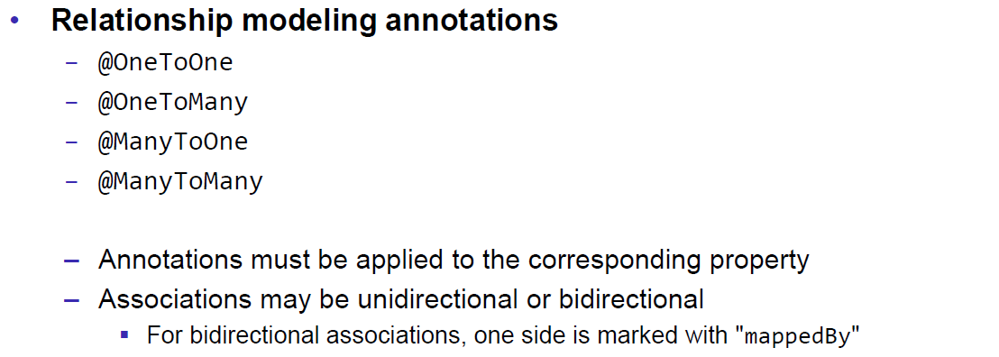 • Relationship modeling annotations
– @OneToOne
– @OneToMany
– @ManyToOne
– @ManyToMany
– Annotations must be applied to the corresponding property
– Associations may be unidirectional or bidirectional
▪ For bidirectional associations, one side is marked with "mappedBy"